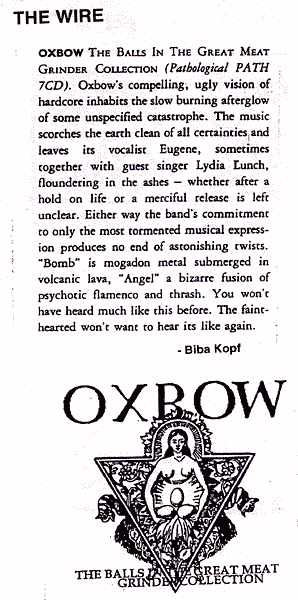 THE WIRE
OXBOW THE BALLS IN THE GREAT MEAT
GRINDER COLLECTION (Pathological PATH
7CD). Oxbow's compelling, ugly vision of
hardcore inhabits the slow burning afterglow
of some unspecified catastrophe. The music
scorches the earth clean of all certainties and
leaves its vocalist Eugene, sometimes
together with guest singer Lydia Lunch,
floundering in the ashes – whether after a
hold on life or a merciful release is left
unclear. Either way the band's commitment
to only the most tormented musical express-
ion produces no end of astonishing twists.
"Bomb" is mogadon metal submerged in
volcanic lava, "Angel" a bizarre fusion of
psychotic flamenco and thrash. You won't
have heard much like this before. The faint-
hearted won't want to hear its like again.
- Biba Kopf
OXBOW
THE BALLS IN THE GREAT MEAT
GRINDER COLLECTION